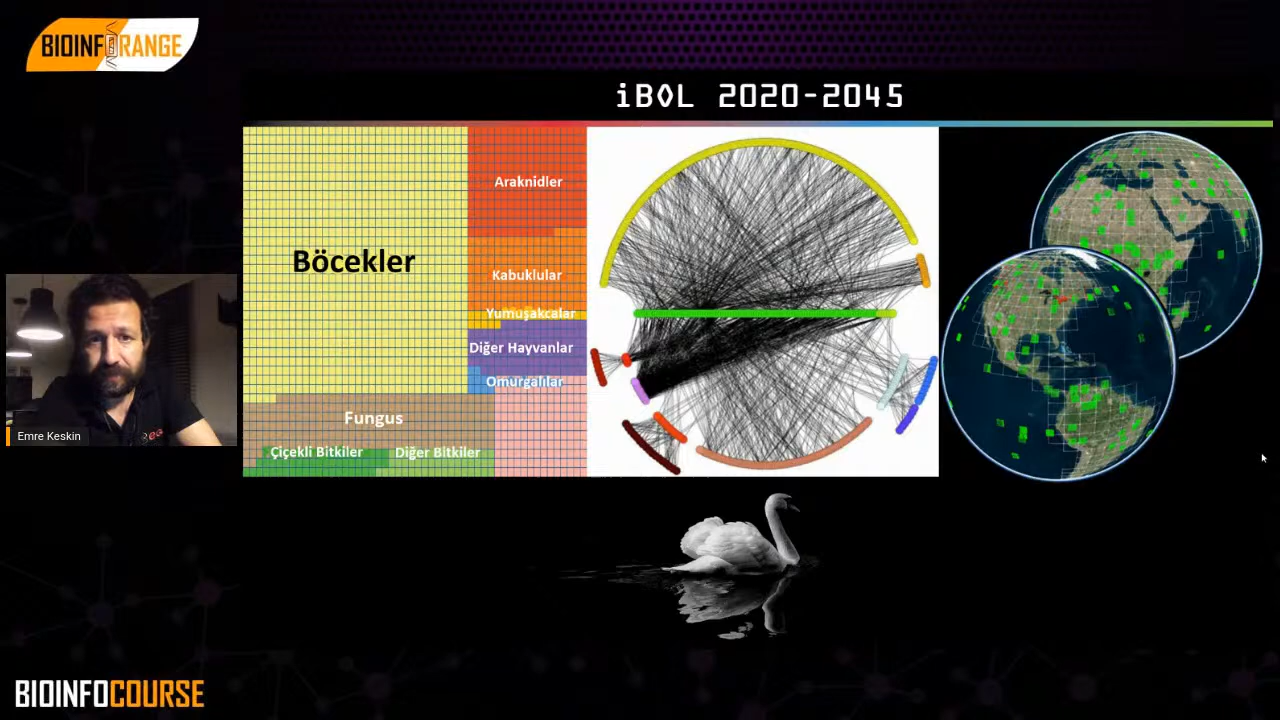 BIOINFORANGE
iBOL 2020-2045
Böcekler
Araknidler
Kabuklular
Yumuşakcalar
Diğer Hayvanlar
Omurgalılar
Fungus
Çiçekli Bitkiler
Diğer Bitkiler
Emre Keskin
BIOINFOCOURSE